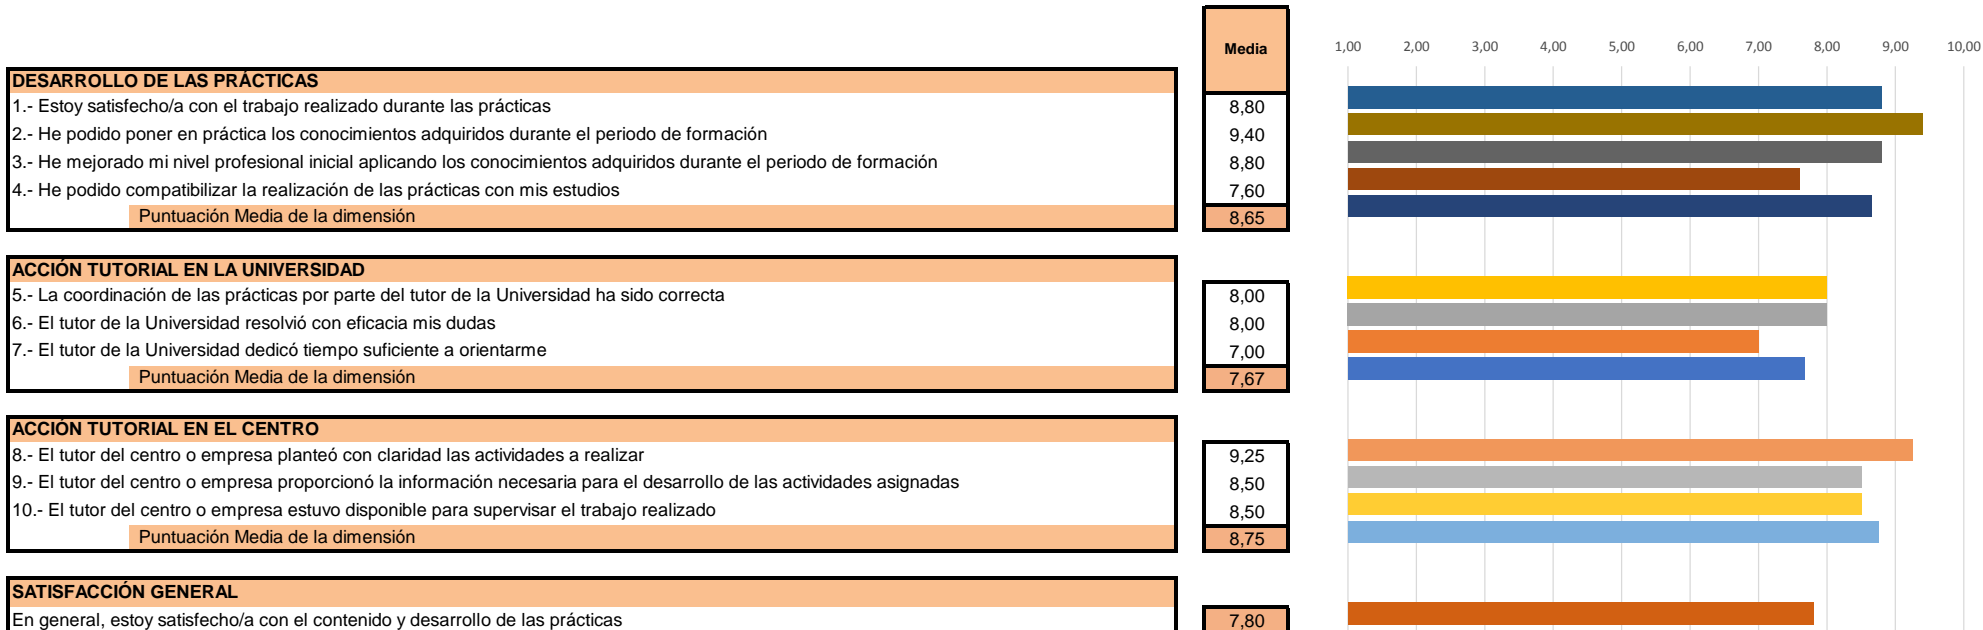 Media
1,00 2,00 3,00 4,00 5,00 6,00 7,00 8,00 9,00 10,00
DESARROLLO DE LAS PRÁCTICAS
1.- Estoy satisfecho/a con el trabajo realizado durante las prácticas 8,80
2.- He podido poner en práctica los conocimientos adquiridos durante el periodo de formación 9,40
3.- He mejorado mi nivel profesional inicial aplicando los conocimientos adquiridos durante el periodo de formación 8,80
4.- He podido compatibilizar la realización de las prácticas con mis estudios 7,60
Puntuación Media de la dimensión 8,65
ACCIÓN TUTORIAL EN LA UNIVERSIDAD
5.- La coordinación de las prácticas por parte del tutor de la Universidad ha sido correcta 8,00
6.- El tutor de la Universidad resolvió con eficacia mis dudas 8,00
7.- El tutor de la Universidad dedicó tiempo suficiente a orientarme 7,00
Puntuación Media de la dimensión 7,67
ACCIÓN TUTORIAL EN EL CENTRO
8.- El tutor del centro o empresa planteó con claridad las actividades a realizar 9,25
9.- El tutor del centro o empresa proporcionó la información necesaria para el desarrollo de las actividades asignadas 8,50
10.- El tutor del centro o empresa estuvo disponible para supervisar el trabajo realizado 8,50
Puntuación Media de la dimensión 8,75
SATISFACCIÓN GENERAL
En general, estoy satisfecho/a con el contenido y desarrollo de las prácticas 7,80